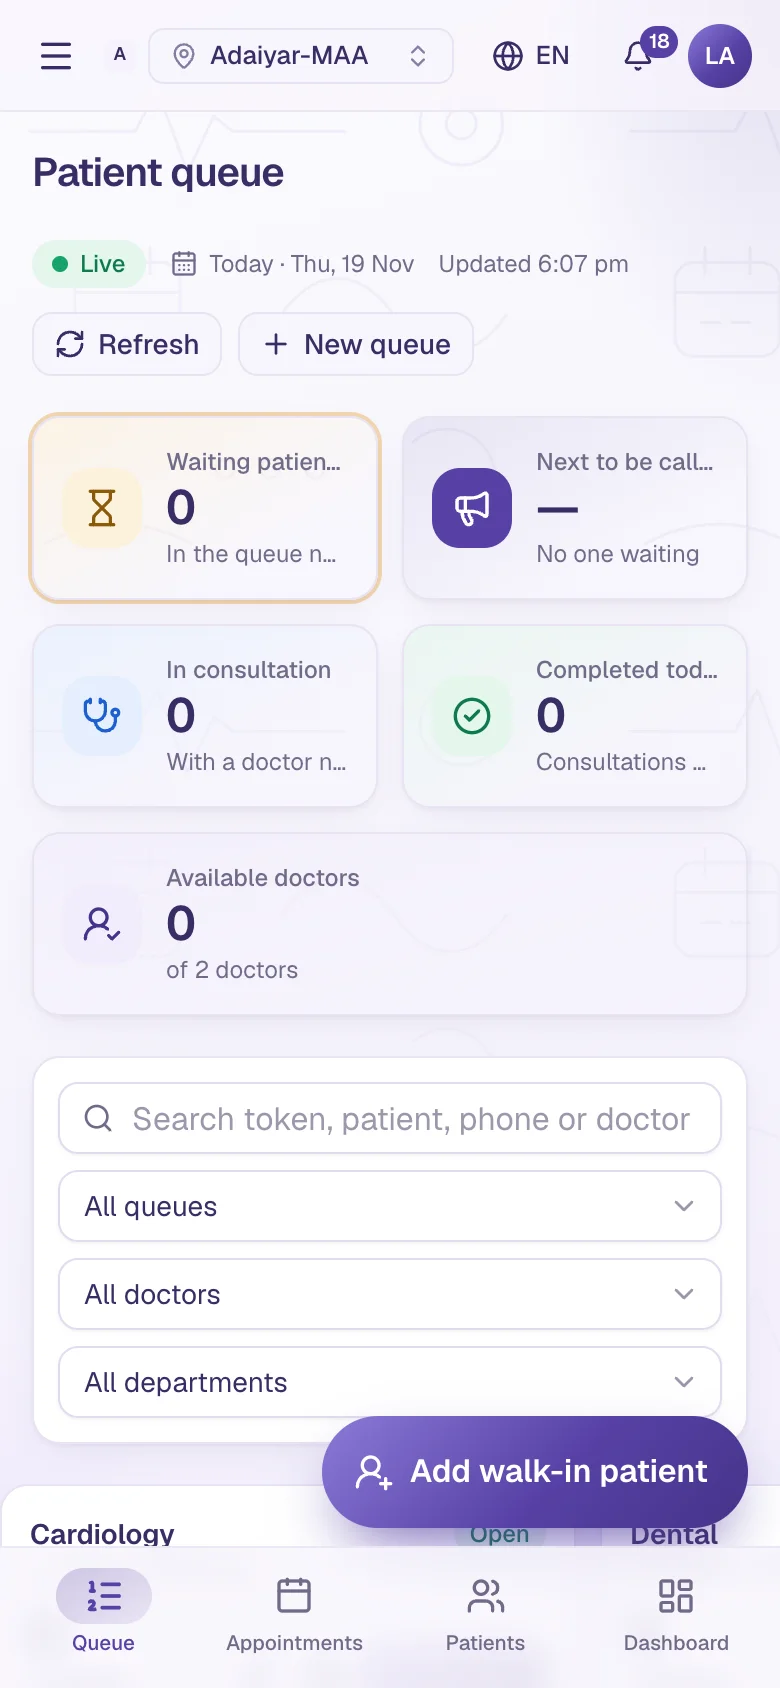 A
Adaiyar-MAA
EN
18
LA
Patient queue
Live
Today · Thu, 19 Nov
Updated 6:07 pm
Refresh
New queue
Waiting patien...
0
In the queue n...
Next to be call...
—
No one waiting
In consultation
0
With a doctor n...
Completed tod...
0
Consultations ...
Available doctors
0
of 2 doctors
Search token, patient, phone or doctor
All queues
All doctors
All departments
Add walk-in patient
Cardiology
Open
Dental
Queue
Appointments
Patients
Dashboard